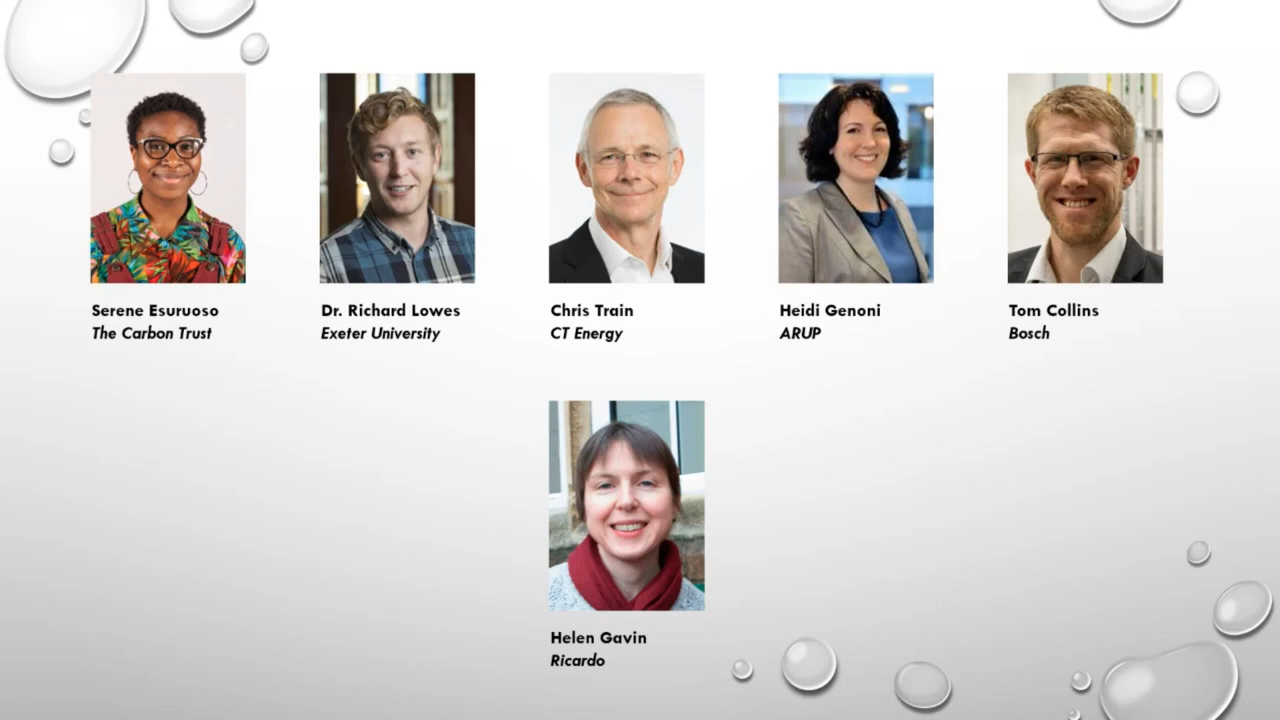 Serene Esuruoso
The Carbon Trust
Dr. Richard Lowes
Exeter University
Chris Train
CT Energy
Heidi Genoni
ARUP
Tom Collins
Bosch
Helen Gavin
Ricardo